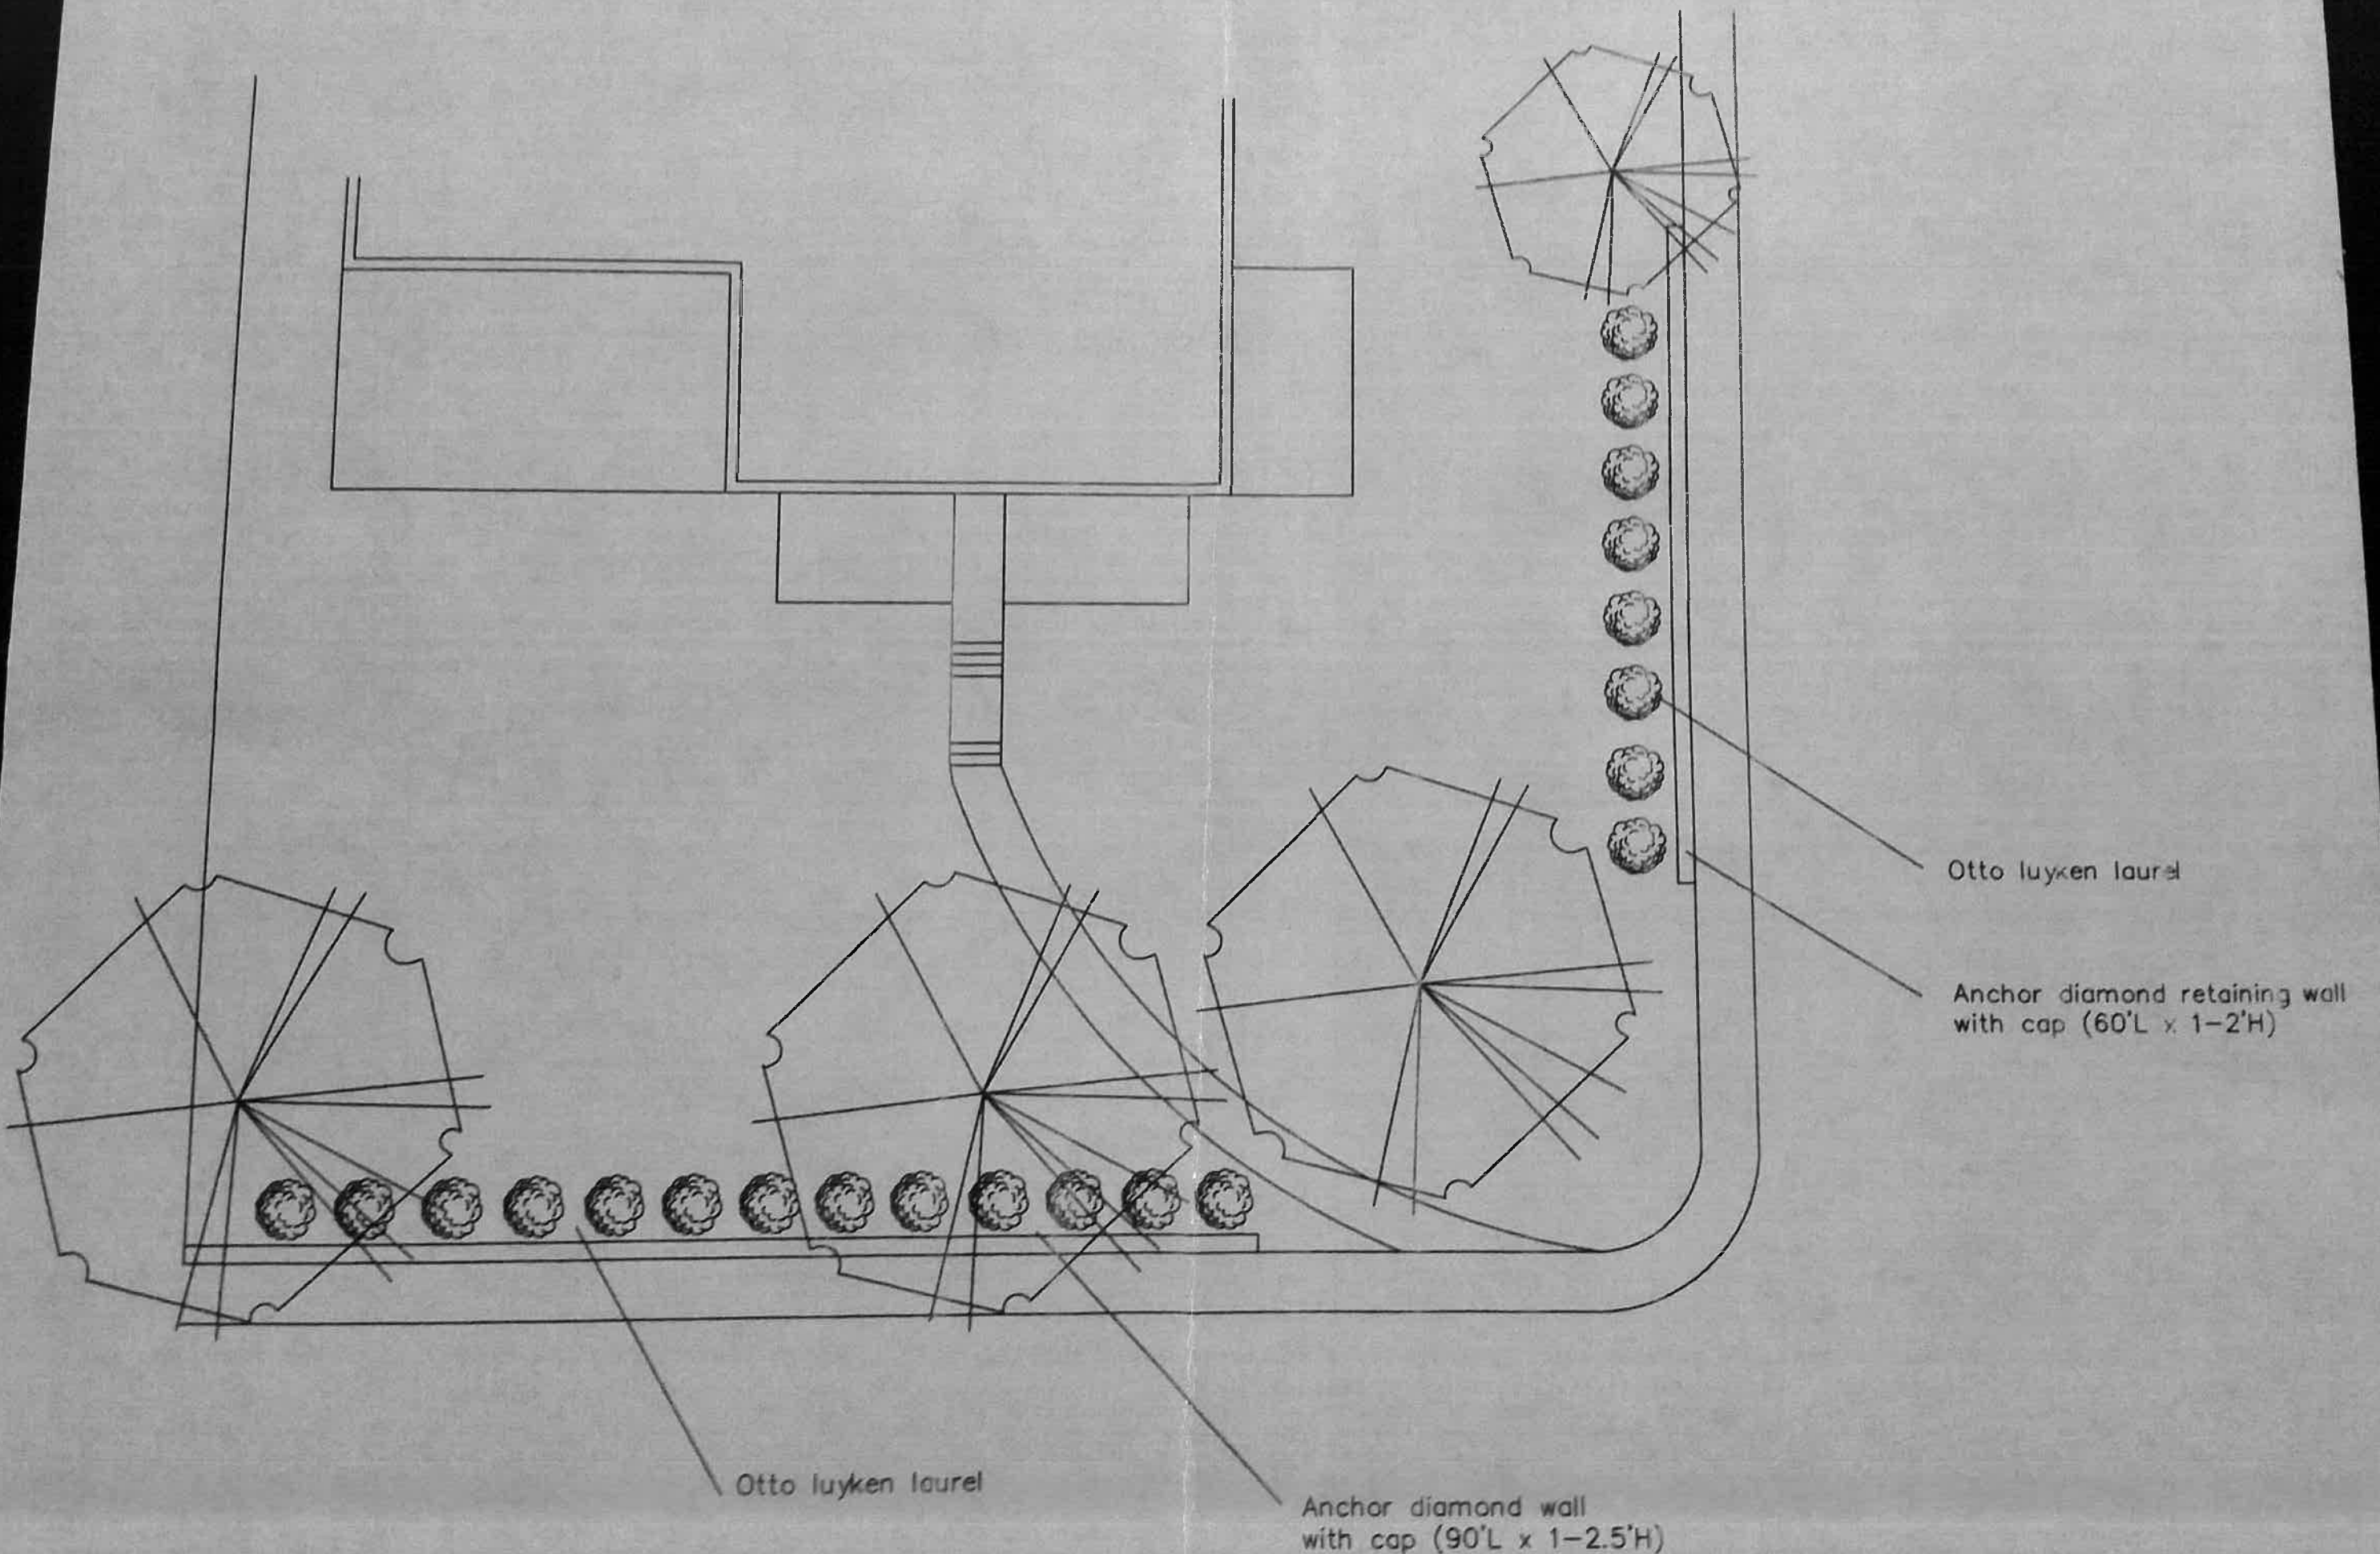 Otto luyken laurel
Anchor diamond retaining wall
with cap (60'L x 1-2'H)
Otto luyken laurel
Anchor diamond wall
with cap (90'L x 1-2.5'H)